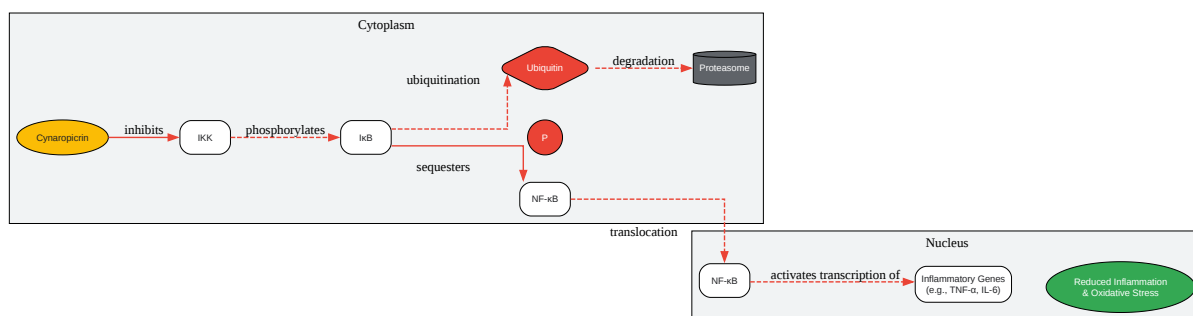 Cytoplasm
Ubiquitin
degradation
Proteasome
ubiquitination
Cynaropicrin
inhibits
IKK
phosphorylates
IκB
P
sequesters
NF-κB
translocation
Nucleus
NF-κB
activates transcription of
Inflammatory Genes
(e.g., TNF-α, IL-6)
Reduced Inflammation
& Oxidative Stress